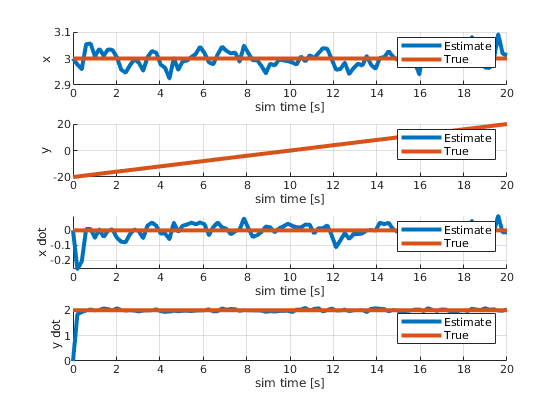 3.1
3
2.9
x
Estimate
True
0 2 4 6 8 10 12 14 16 18 20
sim time [s]
20
0
-20
y
Estimate
True
0 2 4 6 8 10 12 14 16 18 20
sim time [s]
0
-0.1
-0.2
x dot
Estimate
True
0 2 4 6 8 10 12 14 16 18 20
sim time [s]
2
1
0
y dot
Estimate
True
0 2 4 6 8 10 12 14 16 18 20
sim time [s]